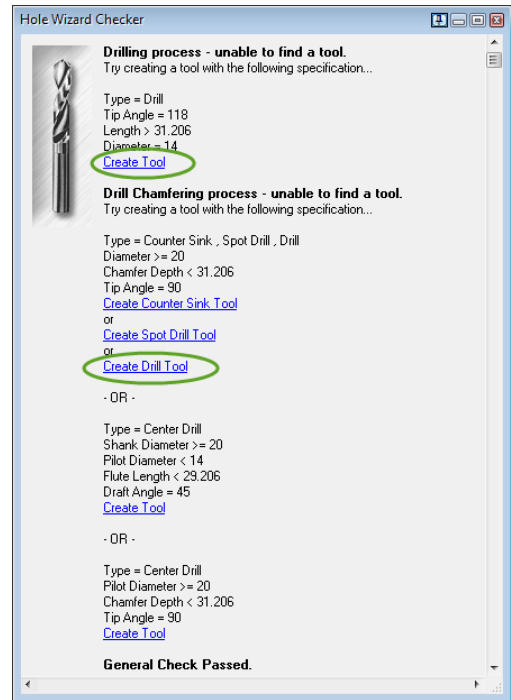 Hole Wizard Checker
Drilling process - unable to find a tool.
Try creating a tool with the following specification...
Type = Drill
Tip Angle = 118
Length > 31.206
Diameter = 14
Create Tool
Drill Chamfering process - unable to find a tool.
Try creating a tool with the following specification...
Type = Counter Sink , Spot Drill , Drill
Diameter >= 20
Chamfer Depth < 31.206
Tip Angle = 90
Create Counter Sink Tool
or
Create Spot Drill Tool
or
Create Drill Tool
- OR -
Type = Center Drill
Shank Diameter >= 20
Pilot Diameter < 14
Flute Length < 29.206
Draft Angle = 45
Create Tool
- OR -
Type = Center Drill
Pilot Diameter >= 20
Chamfer Depth < 31.206
Tip Angle = 90
Create Tool
General Check Passed.